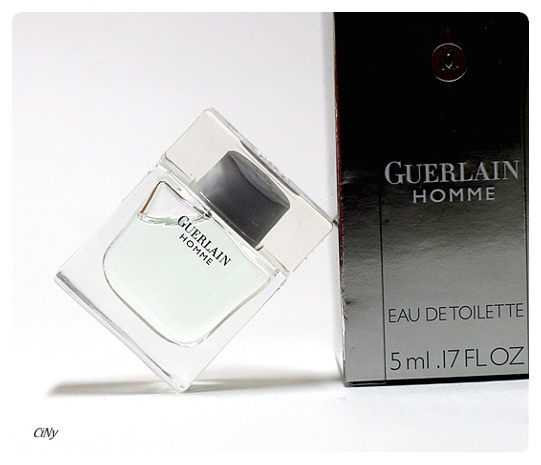 GUERLAIN
HOMME
GUERLAIN
HOMME
EAU DE TOILETTE
5 ml .17 FL OZ
CiNy